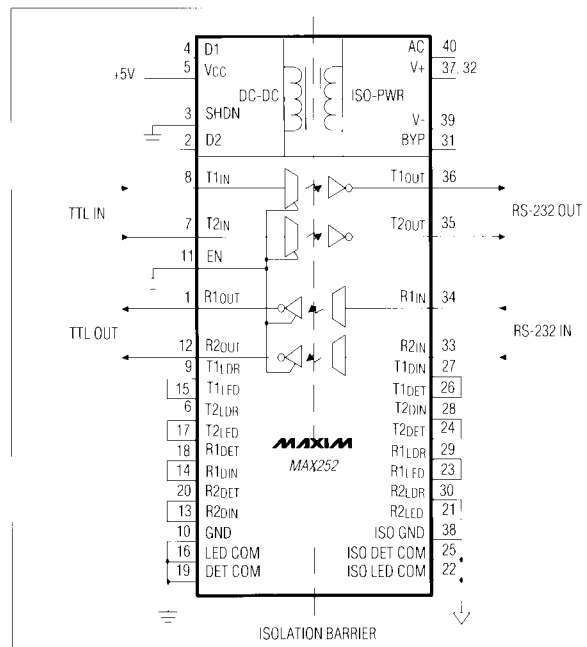 4 D1 AC 40
+5V 5 VCC V+ 37, 32
DC-DC ISO-PWR
3 SHDN V- 39
2 D2 BYP 31
8 T1IN T1OUT 36
TTL IN RS-232 OUT
7 T2IN T2OUT 35
11 EN
1 R1OUT R1IN 34
TTL OUT RS-232 IN
12 R2OUT R2IN 33
9 T1LDR T1DIN 27
15 T1LFD T1DET 26
6 T2LDR T2DIN 28
17 T2LFD T2DET 24
18 R1DET R1LDR 29
14 R1DIN R1LFD 23
20 R2DET R2LDR 30
13 R2DIN R2LED 21
MAXIM
MAX252
10 GND ISO GND 38
16 LED COM ISO DET COM 25
19 DET COM ISO LED COM 22
ISOLATION BARRIER